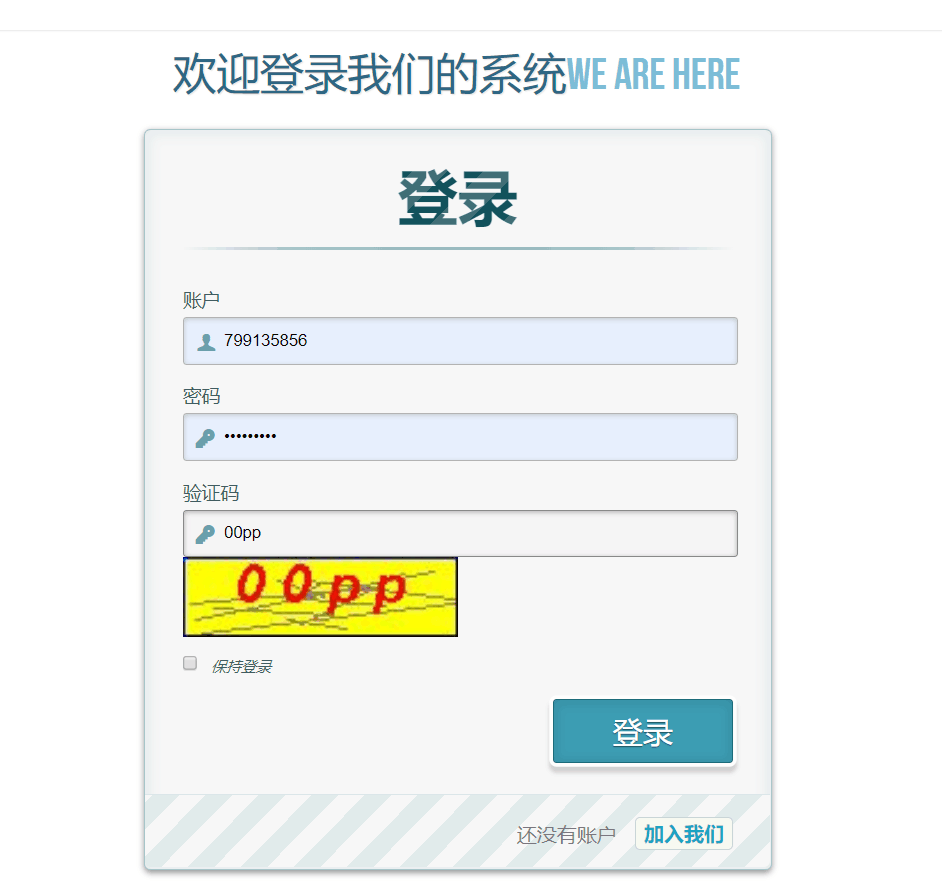 欢迎登录我们的系统WE ARE HERE
登录
账户
799135856
密码
•••••••••
验证码
00pp
00pp
保持登录
登录
还没有账户 加入我们